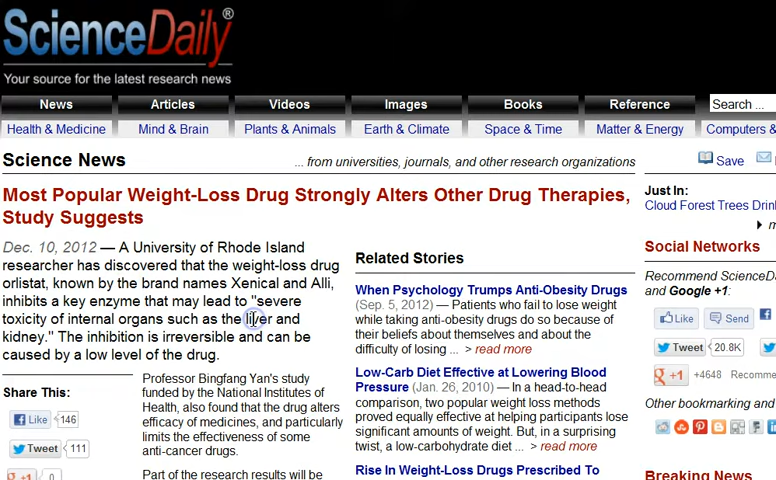 ScienceDaily®
Your source for the latest research news
News Articles Videos Images Books Reference Search ...
Health & Medicine Mind & Brain Plants & Animals Earth & Climate Space & Time Matter & Energy Computers &
Science News
... from universities, journals, and other research organizations
Save
Most Popular Weight-Loss Drug Strongly Alters Other Drug Therapies,
Study Suggests
Dec. 10, 2012 — A University of Rhode Island
researcher has discovered that the weight-loss drug
orlistat, known by the brand names Xenical and Alli,
inhibits a key enzyme that may lead to "severe
toxicity of internal organs such as the liver and
kidney." The inhibition is irreversible and can be
caused by a low level of the drug.
Share This:
Like 146
Tweet 111
+1 0
Professor Bingfang Yan's study
funded by the National Institutes of
Health, also found that the drug alters
efficacy of medicines, and particularly
limits the effectiveness of some
anti-cancer drugs.
Part of the research results will be
Related Stories
When Psychology Trumps Anti-Obesity Drugs
(Sep. 5, 2012) — Patients who fail to lose weight
while taking anti-obesity drugs do so because of
their beliefs about themselves and about the
difficulty of losing ... > read more
Low-Carb Diet Effective at Lowering Blood
Pressure (Jan. 26, 2010) — In a head-to-head
comparison, two popular weight loss methods
proved equally effective at helping participants lose
significant amounts of weight. But, in a surprising
twist, a low-carbohydrate diet ... > read more
Rise In Weight-Loss Drugs Prescribed To
Just In:
Cloud Forest Trees Drin
Social Networks
Recommend ScienceDa
and Google +1:
Like Send
Tweet 20.8K
g +1 +4648 Recomme
Other bookmarking and
Breaking News